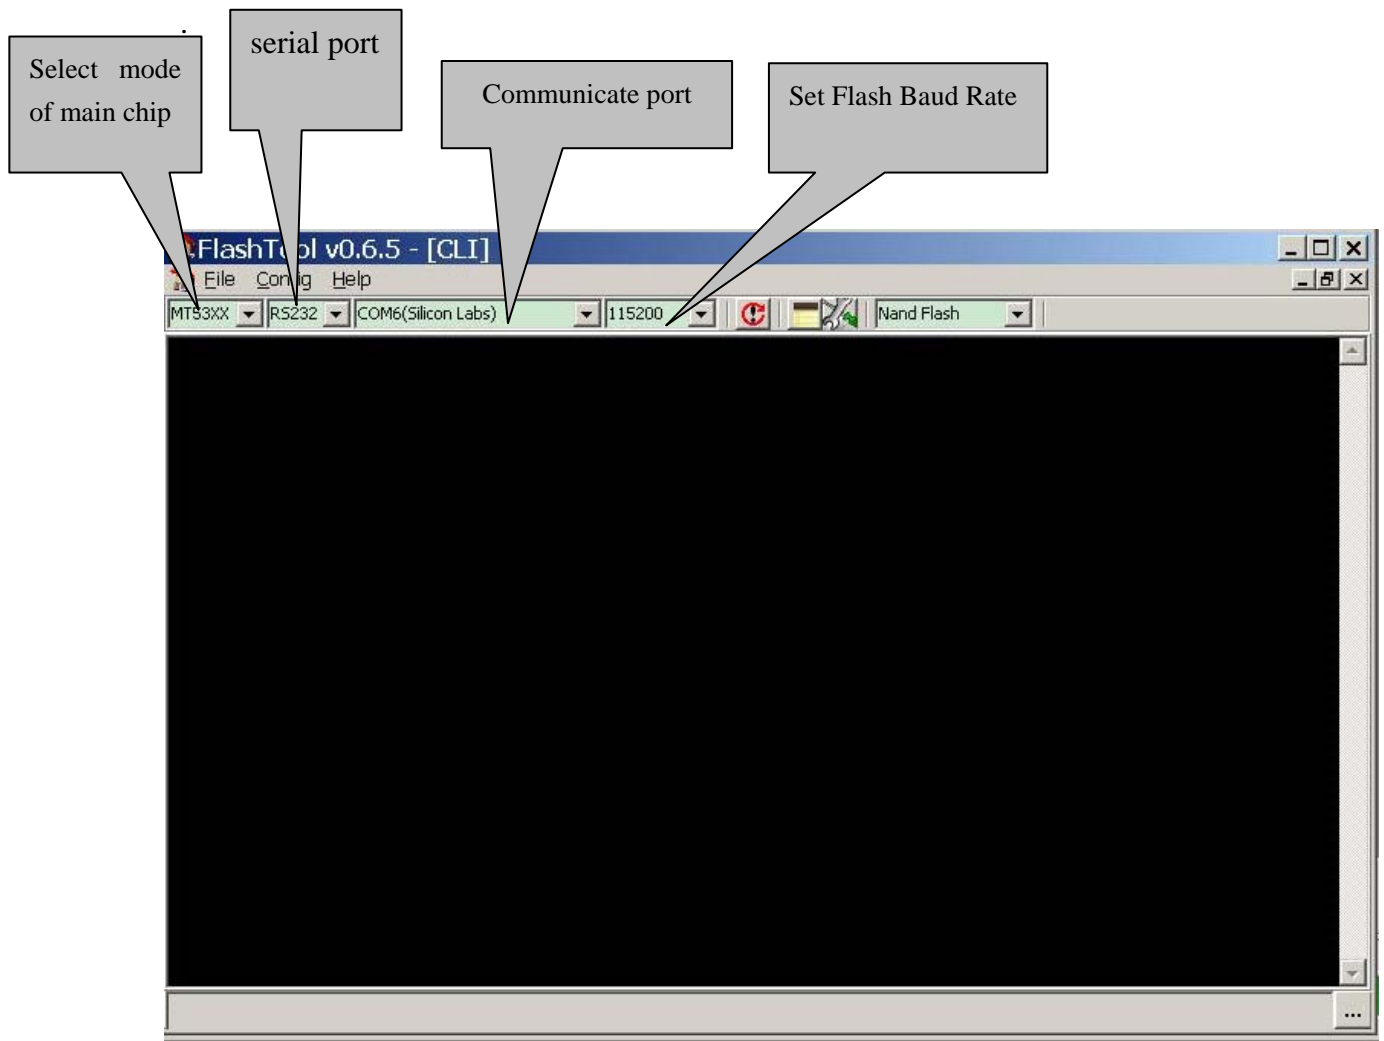 Select mode
of main chip
serial port
Communicate port
Set Flash Baud Rate
FlashTool v0.6.5 - [CLI]
File Config Help
MT53XX RS232 COM6(Silicon Labs) 115200 Nand Flash
...